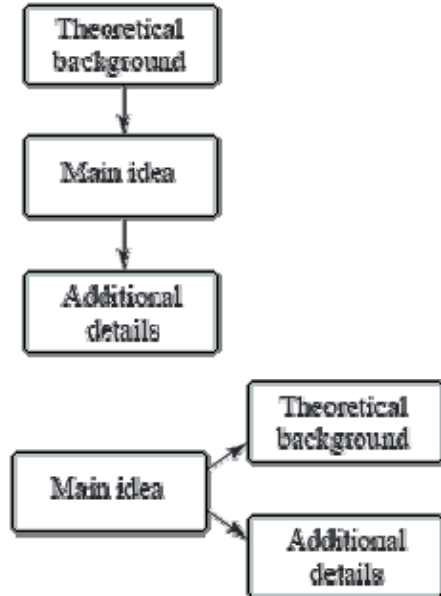 Theoretical
background
Main idea
Additional
details
Theoretical
background
Main idea
Additional
details